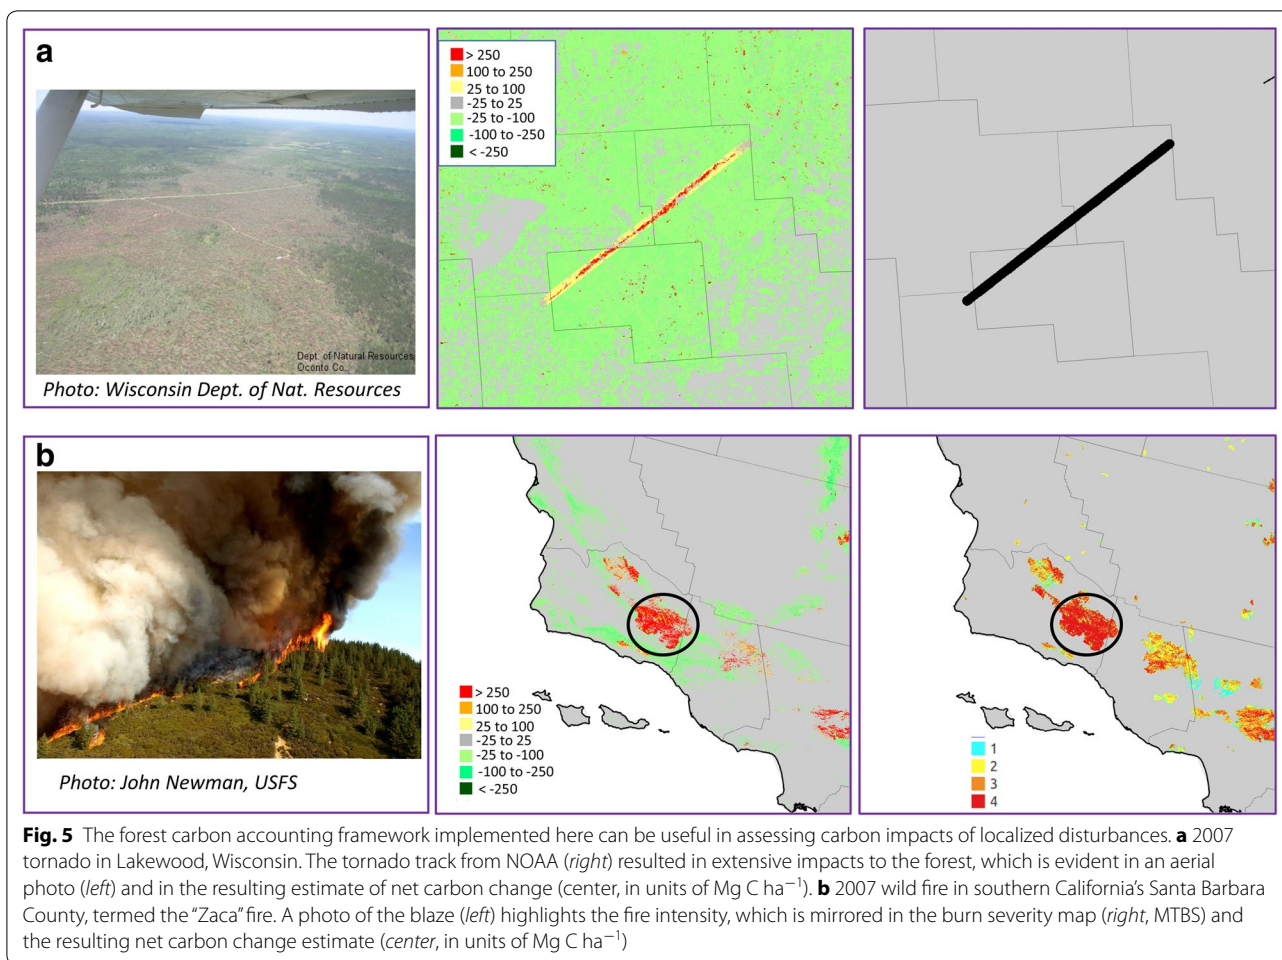 a
> 250
100 to 250
25 to 100
-25 to 25
-25 to -100
-100 to -250
< -250
Dept. of Natural Resources
Oconto Co.
Photo: Wisconsin Dept. of Nat. Resources
b
> 250
100 to 250
25 to 100
-25 to 25
-25 to -100
-100 to -250
< -250
1
2
3
4
Photo: John Newman, USFS
Fig. 5 The forest carbon accounting framework implemented here can be useful in assessing carbon impacts of localized disturbances. a 2007
tornado in Lakewood, Wisconsin. The tornado track from NOAA (right) resulted in extensive impacts to the forest, which is evident in an aerial
photo (left) and in the resulting estimate of net carbon change (center, in units of Mg C ha⁻¹). b 2007 wild fire in southern California's Santa Barbara
County, termed the "Zaca" fire. A photo of the blaze (left) highlights the fire intensity, which is mirrored in the burn severity map (right, MTBS) and
the resulting net carbon change estimate (center, in units of Mg C ha⁻¹)